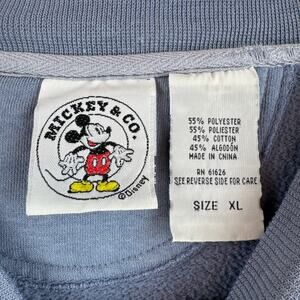 MICKEY & CO.
©Disney
55% POLYESTER
55% POLIESTER
45% COTTON
45% ALGODÓN
MADE IN CHINA
RN 61626
SEE REVERSE SIDE FOR CARE
SIZE XL